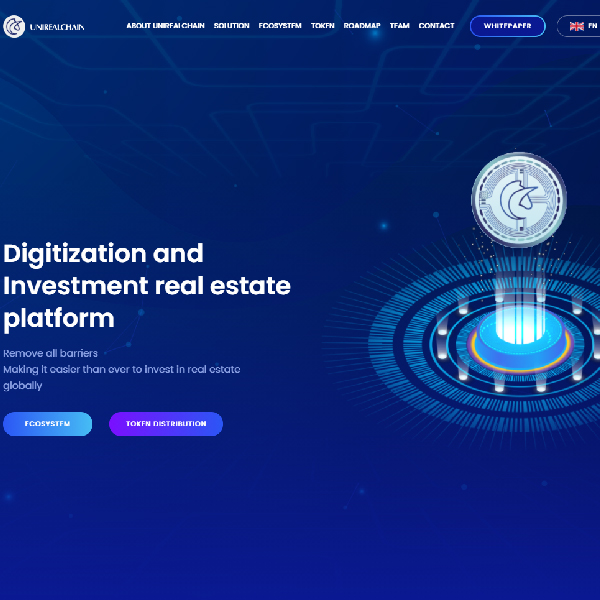 UNIREALCHAIN
ABOUT UNIREALCHAIN SOLUTION ECOSYSTEM TOKEN ROADMAP TEAM CONTACT WHITEPAPER EN
Digitization and
Investment real estate
platform
Remove all barriers
Making it easier than ever to invest in real estate
globally
ECOSYSTEM TOKEN DISTRIBUTION